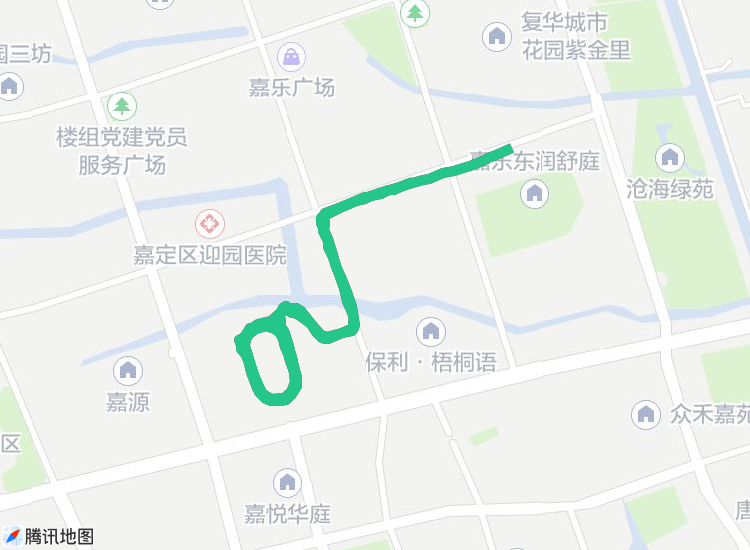 复华城市
花园紫金里
园三坊
嘉乐广场
楼组党建党员
服务广场
嘉乐东润舒庭
沧海绿苑
嘉定区迎园医院
保利·梧桐语
嘉源
众禾嘉苑
区
嘉悦华庭
唐
腾讯地图